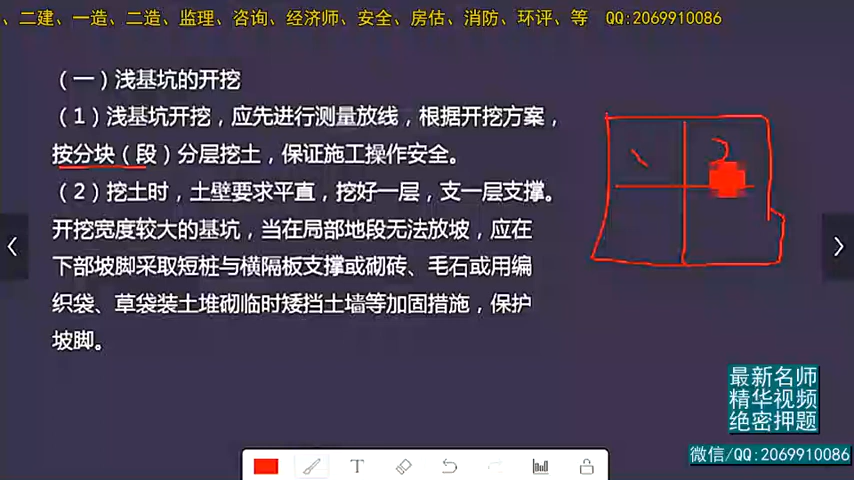 、二建、一造、二造、监理、咨询、经济师、安全、房估、消防、环评、等 QQ:2069910086
（一）浅基坑的开挖
（1）浅基坑开挖，应先进行测量放线，根据开挖方案，
按分块（段）分层挖土，保证施工操作安全。
（2）挖土时，土壁要求平直，挖好一层，支一层支撑。
开挖宽度较大的基坑，当在局部地段无法放坡，应在
下部坡脚采取短桩与横隔板支撑或砌砖、毛石或用编
织袋、草袋装土堆砌临时矮挡土墙等加固措施，保护
坡脚。
最新名师
精华视频
绝密押题
微信/QQ:2069910086
T